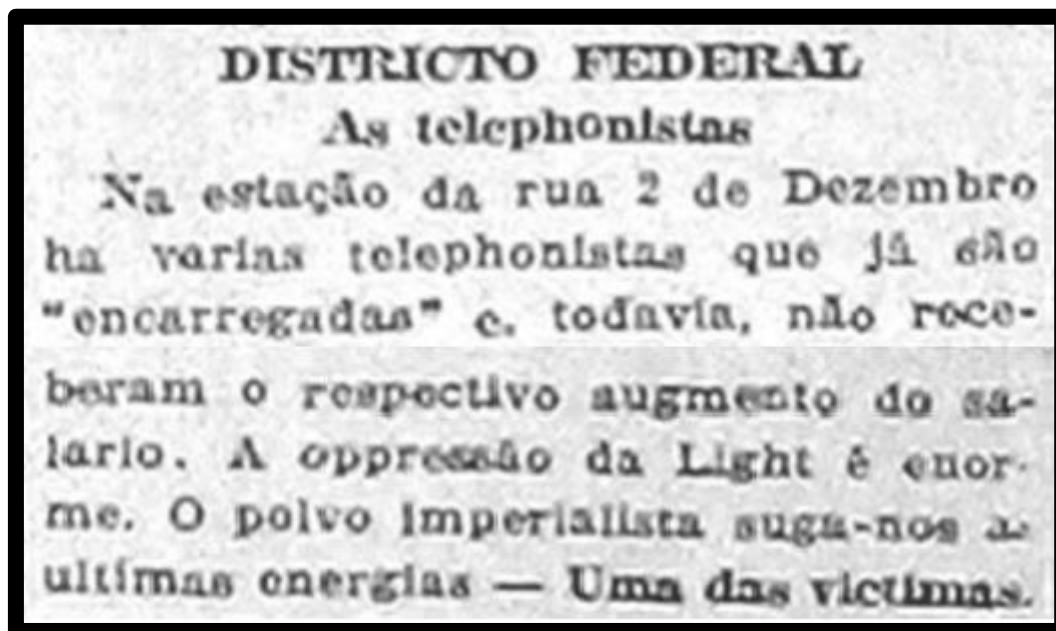 DISTRICTO FEDERAL
As telephonistas
Na estação da rua 2 de Dezembro
ha varias telephonistas que já são
"encarregadas" e, todavia, não rece-
beram o respectivo augmento do sa-
lario. A oppressão da Light é enor-
me. O polvo imperialista suga-nos as
ultimas energias — Uma das victimas.